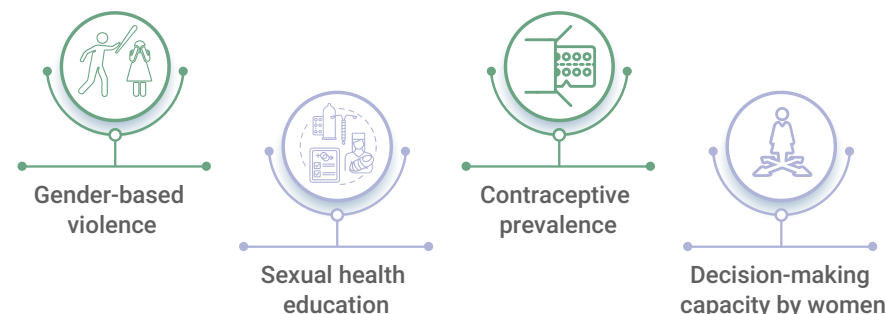 Gender-based
violence
Sexual health
education
Contraceptive
prevalence
Decision-making
capacity by women